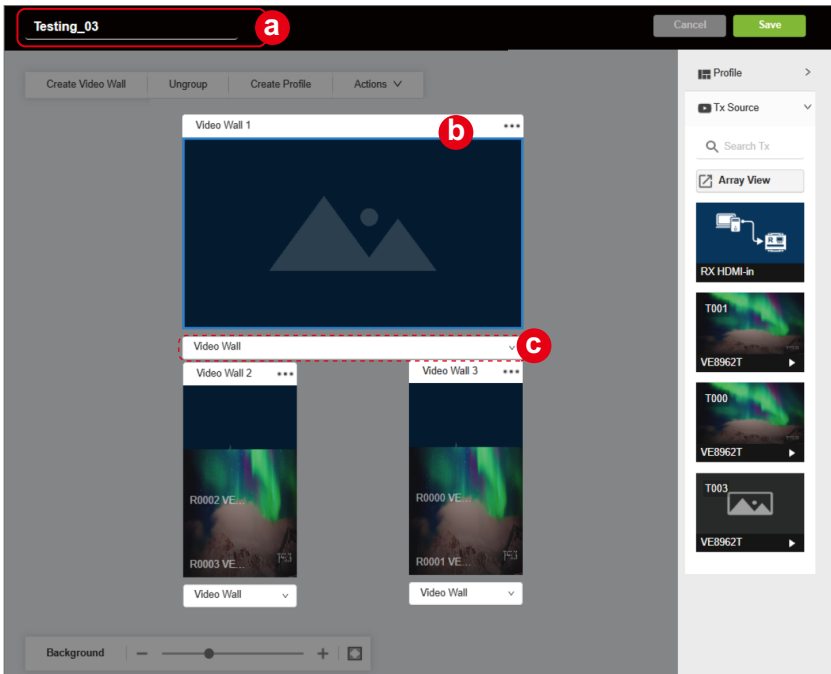 Testing_03
a
Cancel
Save
Create Video Wall
Ungroup
Create Profile
Actions
Profile
Tx Source
Search Tx
Array View
RX HDMI-in
T001
VE8962T
T000
VE8962T
T003
VE8962T
Video Wall 1
b
Video Wall
c
Video Wall 2
Video Wall 3
R0002 VE...
R0000 VE...
R0003 VE...
R0001 VE...
Video Wall
Video Wall
Background